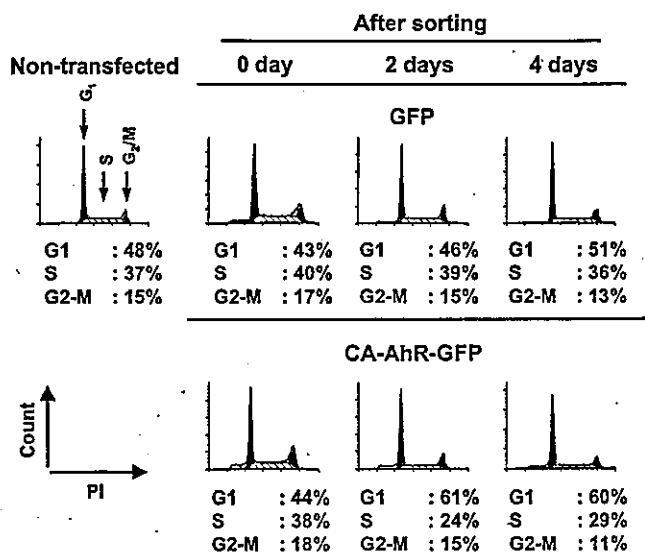 After sorting
Non-transfected 0 day 2 days 4 days
GFP
G1
S
G2/M
G1 : 48%
S : 37%
G2-M : 15%
G1 : 43%
S : 40%
G2-M : 17%
G1 : 46%
S : 39%
G2-M : 15%
G1 : 51%
S : 36%
G2-M : 13%
CA-AhR-GFP
Count
PI
G1 : 44%
S : 38%
G2-M : 18%
G1 : 61%
S : 24%
G2-M : 15%
G1 : 60%
S : 29%
G2-M : 11%